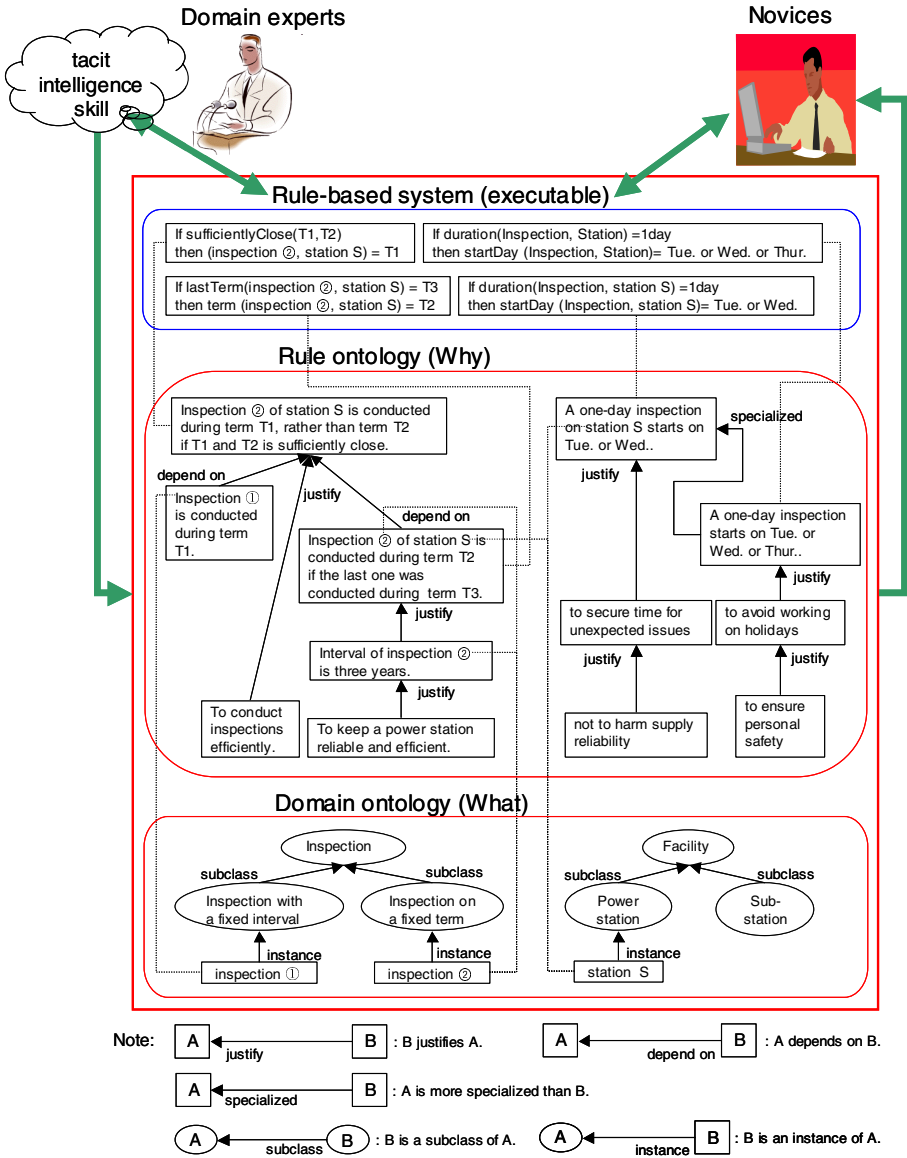 Domain experts
Novices
tacit
intelligence
skill
Rule-based system (executable)
If sufficientlyClose(T1,T2)
then (inspection ②, station S) = T1
If duration(Inspection, Station) =1day
then startDay (Inspection, Station)= Tue. or Wed. or Thur.
If lastTerm(inspection ②, station S) = T3
then term (inspection ②, station S) = T2
If duration(Inspection, station S) =1day
then startDay (Inspection, station S)= Tue. or Wed.
Rule ontology (Why)
Inspection ② of station S is conducted
during term T1, rather than term T2
if T1 and T2 is sufficiently close.
A one-day inspection
on station S starts on
Tue. or Wed..
specialized
depend on
justify
justify
Inspection ①
is conducted
during term
T1.
depend on
Inspection ② of station S is
conducted during term T2
if the last one was
conducted during term T3.
A one-day inspection
starts on Tue. or
Wed. or Thur..
justify
justify
to secure time for
unexpected issues
to avoid working
on holidays
Interval of inspection ②
is three years.
justify
justify
justify
To conduct
inspections
efficiently.
To keep a power station
reliable and efficient.
not to harm supply
reliability
to ensure
personal
safety
Domain ontology (What)
Inspection
Facility
subclass
subclass
subclass
subclass
Inspection with
a fixed interval
Inspection on
a fixed term
Power
station
Sub-
station
instance
instance
instance
inspection ①
inspection ②
station S
Note:
A
B
: B justifies A.
justify
A
B
: A depends on B.
depend on
A
B
: A is more specialized than B.
specialized
A
B
: B is a subclass of A.
subclass
A
B
: B is an instance of A.
instance